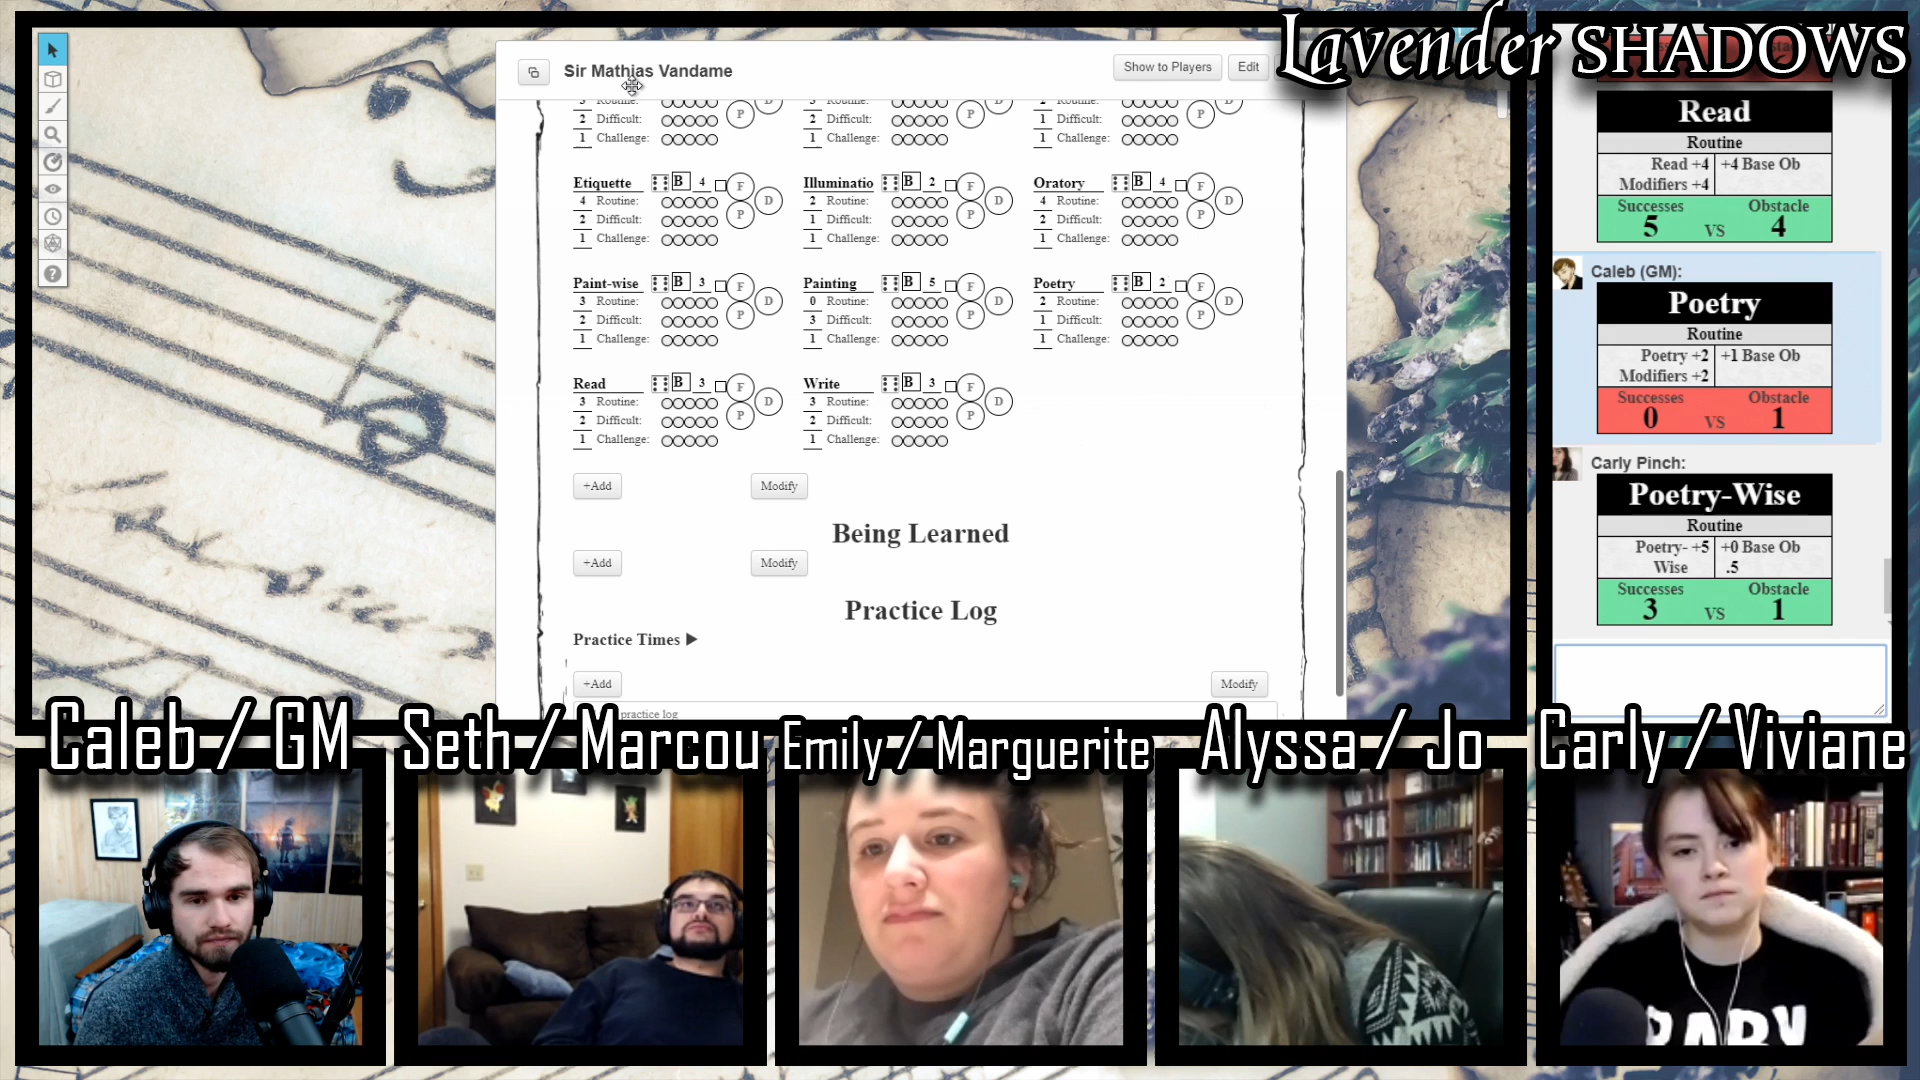 Lavender SHADOWS
Sir Mathias Vandame
Show to Players
Edit
3 Routine: 3 Routine: 2 Routine:
2 Difficult: P D 2 Difficult: P D 1 Difficult: P D
1 Challenge: 1 Challenge: 1 Challenge:
Etiquette B 4 F Illuminatio B 2 F Oratory B 4 F
4 Routine: D 2 Routine: D 4 Routine: D
2 Difficult: P 1 Difficult: P 2 Difficult: P
1 Challenge: 1 Challenge: 1 Challenge:
Paint-wise B 3 F Painting B 5 F Poetry B 2 F
3 Routine: D 0 Routine: D 2 Routine: D
2 Difficult: P 3 Difficult: P 1 Difficult: P
1 Challenge: 1 Challenge: 1 Challenge:
Read B 3 F Write B 3 F
3 Routine: D 3 Routine: D
2 Difficult: P 2 Difficult: P
1 Challenge: 1 Challenge:
+Add Modify
Being Learned
+Add Modify
Practice Log
Practice Times ▶
+Add Modify
practice log
Read
Routine
Read +4 +4 Base Ob
Modifiers +4
Successes Obstacle
5 VS 4
Caleb (GM):
Poetry
Routine
Poetry +2 +1 Base Ob
Modifiers +2
Successes Obstacle
0 VS 1
Carly Pinch:
Poetry-Wise
Routine
Poetry- +5 +0 Base Ob
Wise .5
Successes Obstacle
3 VS 1
Caleb / GM
Seth / Marcou
Emily / Marguerite
Alyssa / Jo
Carly / Viviane